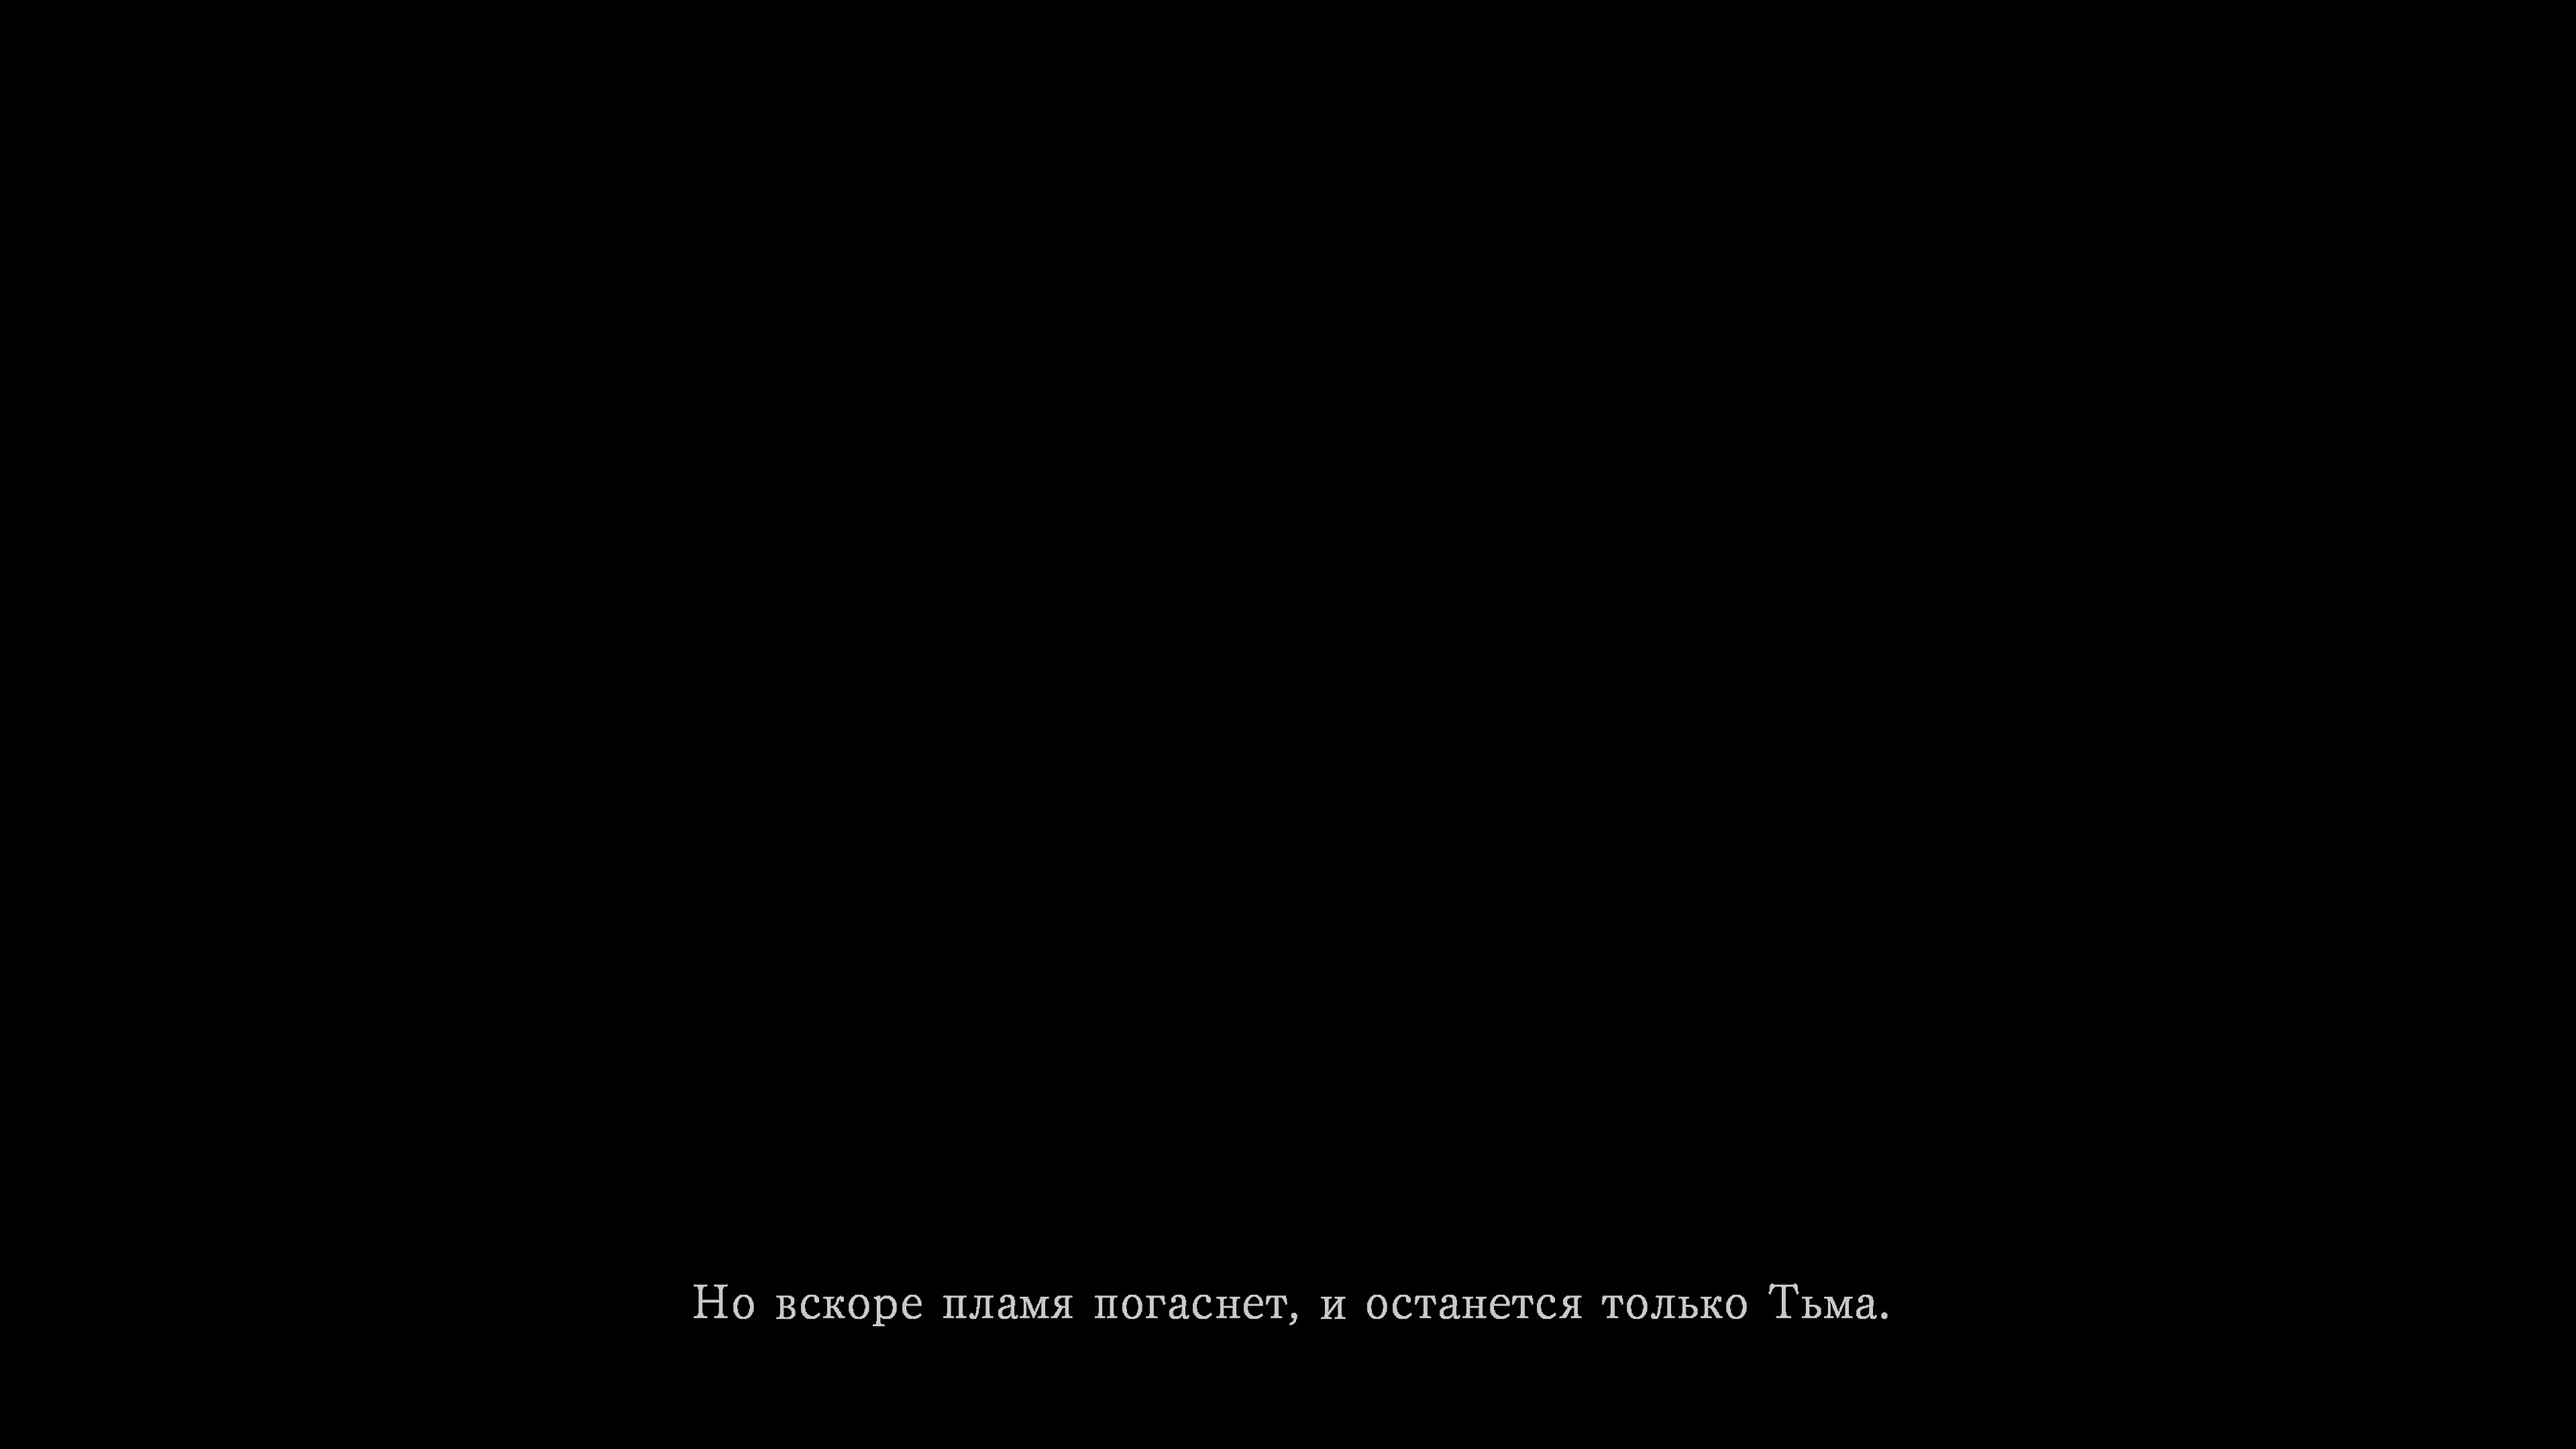 Но вскоре пламя погаснет, и останется только Тьма.